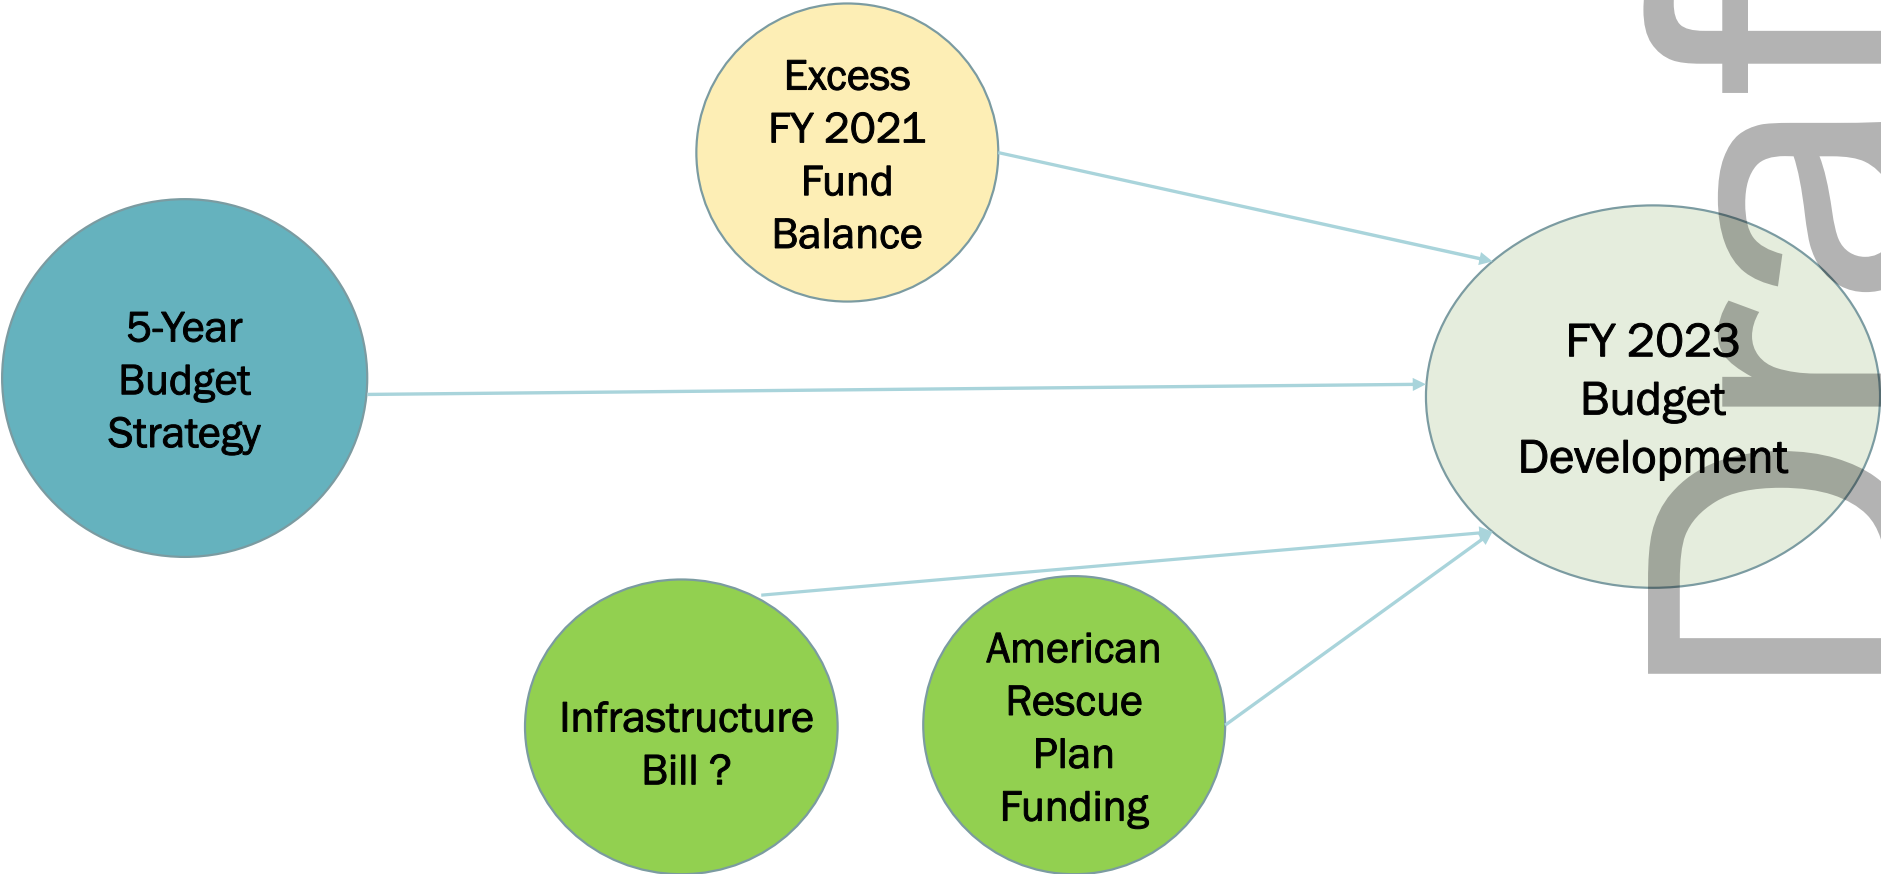 Excess
FY 2021
Fund
Balance
5-Year
Budget
Strategy
FY 2023
Budget
Development
Infrastructure
Bill ?
American
Rescue
Plan
Funding
Draf